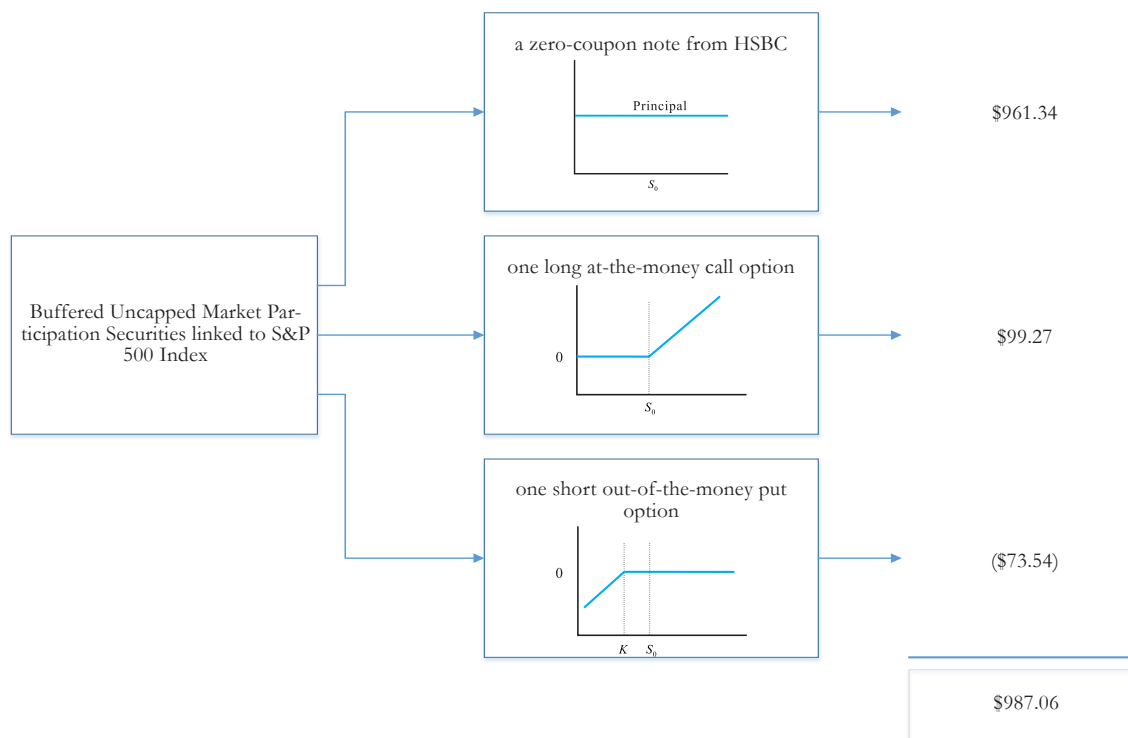 a zero-coupon note from HSBC
Principal
S₀
$961.34
Buffered Uncapped Market Par-
ticipation Securities linked to S&P
500 Index
one long at-the-money call option
0
S₀
$99.27
one short out-of-the-money put
option
0
K S₀
($73.54)
$987.06